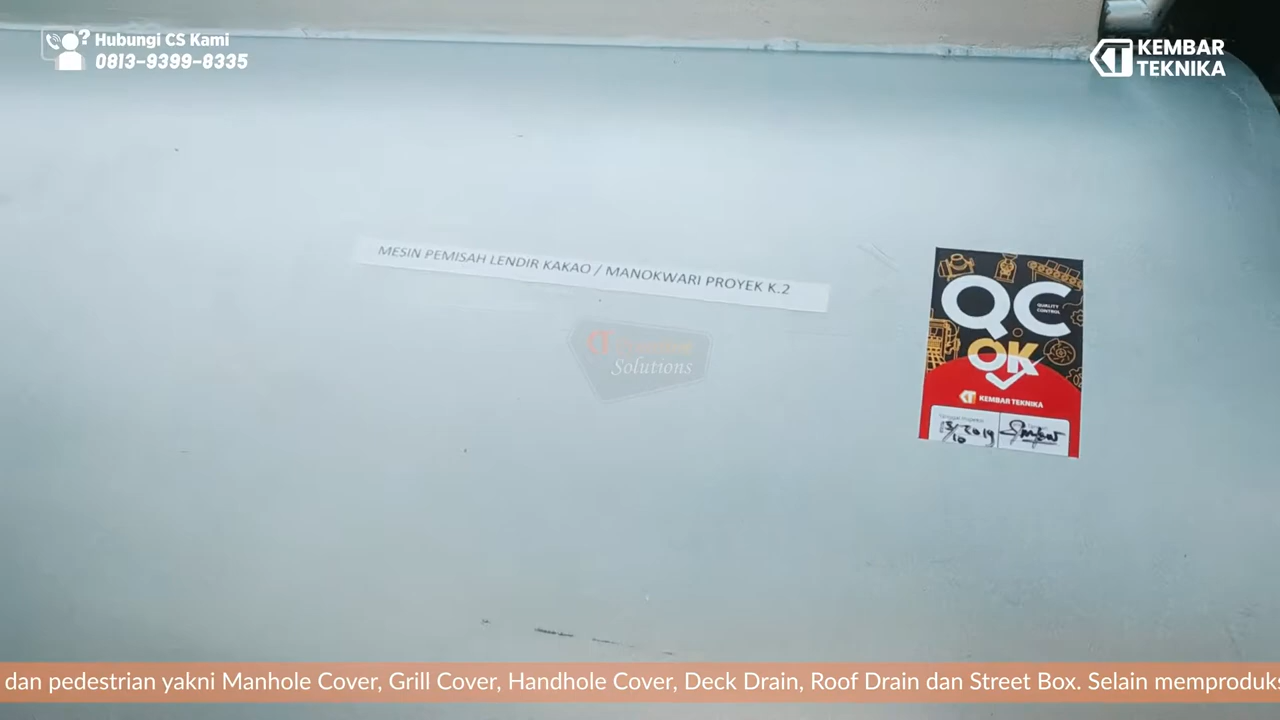 Hubungi CS Kami
0813-9399-8335
KEMBAR
TEKNIKA
MESIN PEMISAH LENDIR KAKAO / MANOKWARI PROYEK K.2
QC
QUALITY
CONTROL
OK
KEMBAR TEKNIKA
Solutions
dan pedestrian yakni Manhole Cover, Grill Cover, Handhole Cover, Deck Drain, Roof Drain dan Street Box. Selain memproduks